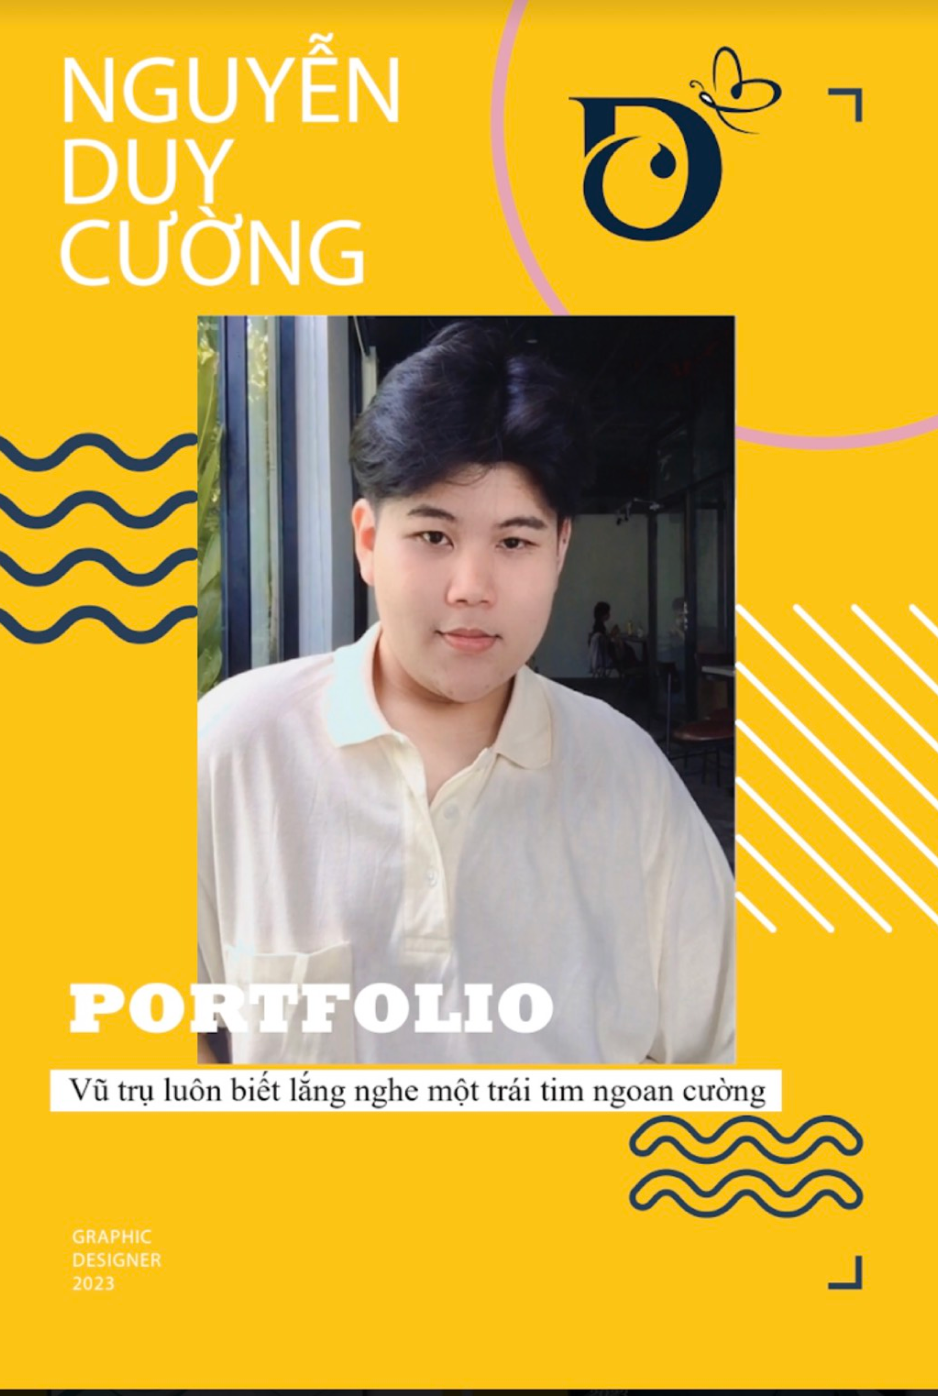 NGUYỄN
DUY
CƯỜNG
PORTFOLIO
Vũ trụ luôn biết lắng nghe một trái tim ngoan cường
GRAPHIC
DESIGNER
2023